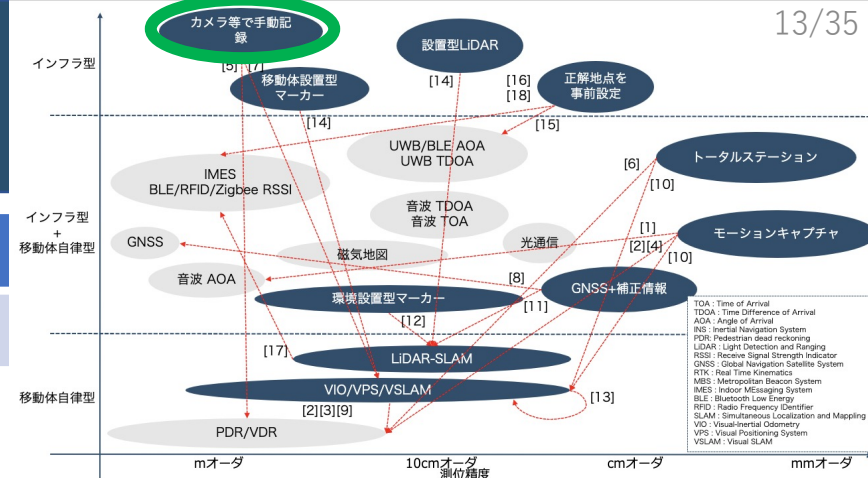 13/35
カメラ等で手動記
録
設置型LiDAR
インフラ型
[5] [7]
移動体設置型
マーカー
[14]
[16]
[18]
正解地点を
事前設定
[14]
[15]
UWB/BLE AOA
UWB TDOA
トータルステーション
[6]
[10]
IMES
BLE/RFID/Zigbee RSSI
音波 TDOA
音波 TOA
インフラ型
+
移動体自律型
GNSS
磁気地図
光通信
[1]
[2][4]
[10]
モーションキャプチャ
音波 AOA
[8]
GNSS+補正情報
環境設置型マーカー
[11]
[12]
TOA : Time of Arrival
TDOA : Time Difference of Arrival
AOA : Angle of Arrival
INS : Inertial Navigation System
PDR: Pedestrian dead reckoning
LiDAR : Light Detection and Ranging
RSSI : Receive Signal Strength Indicator
GNSS : Global Navigation Satellite System
RTK : Real Time Kinematics
MBS : Metropolitan Beacon System
IMES : Indoor MEssaging System
BLE : Bluetooth Low Energy
RFID : Radio Frequency IDentifier
SLAM : Simultaneous Localization and Mappling
VIO : Visual-Inertial Odometry
VPS : Visual Positioning System
VSLAM : Visual SLAM
[17]
LiDAR-SLAM
移動体自律型
VIO/VPS/VSLAM
[13]
[2][3][9]
PDR/VDR
mオーダ
10cmオーダ
cmオーダ
mmオーダ
測位精度